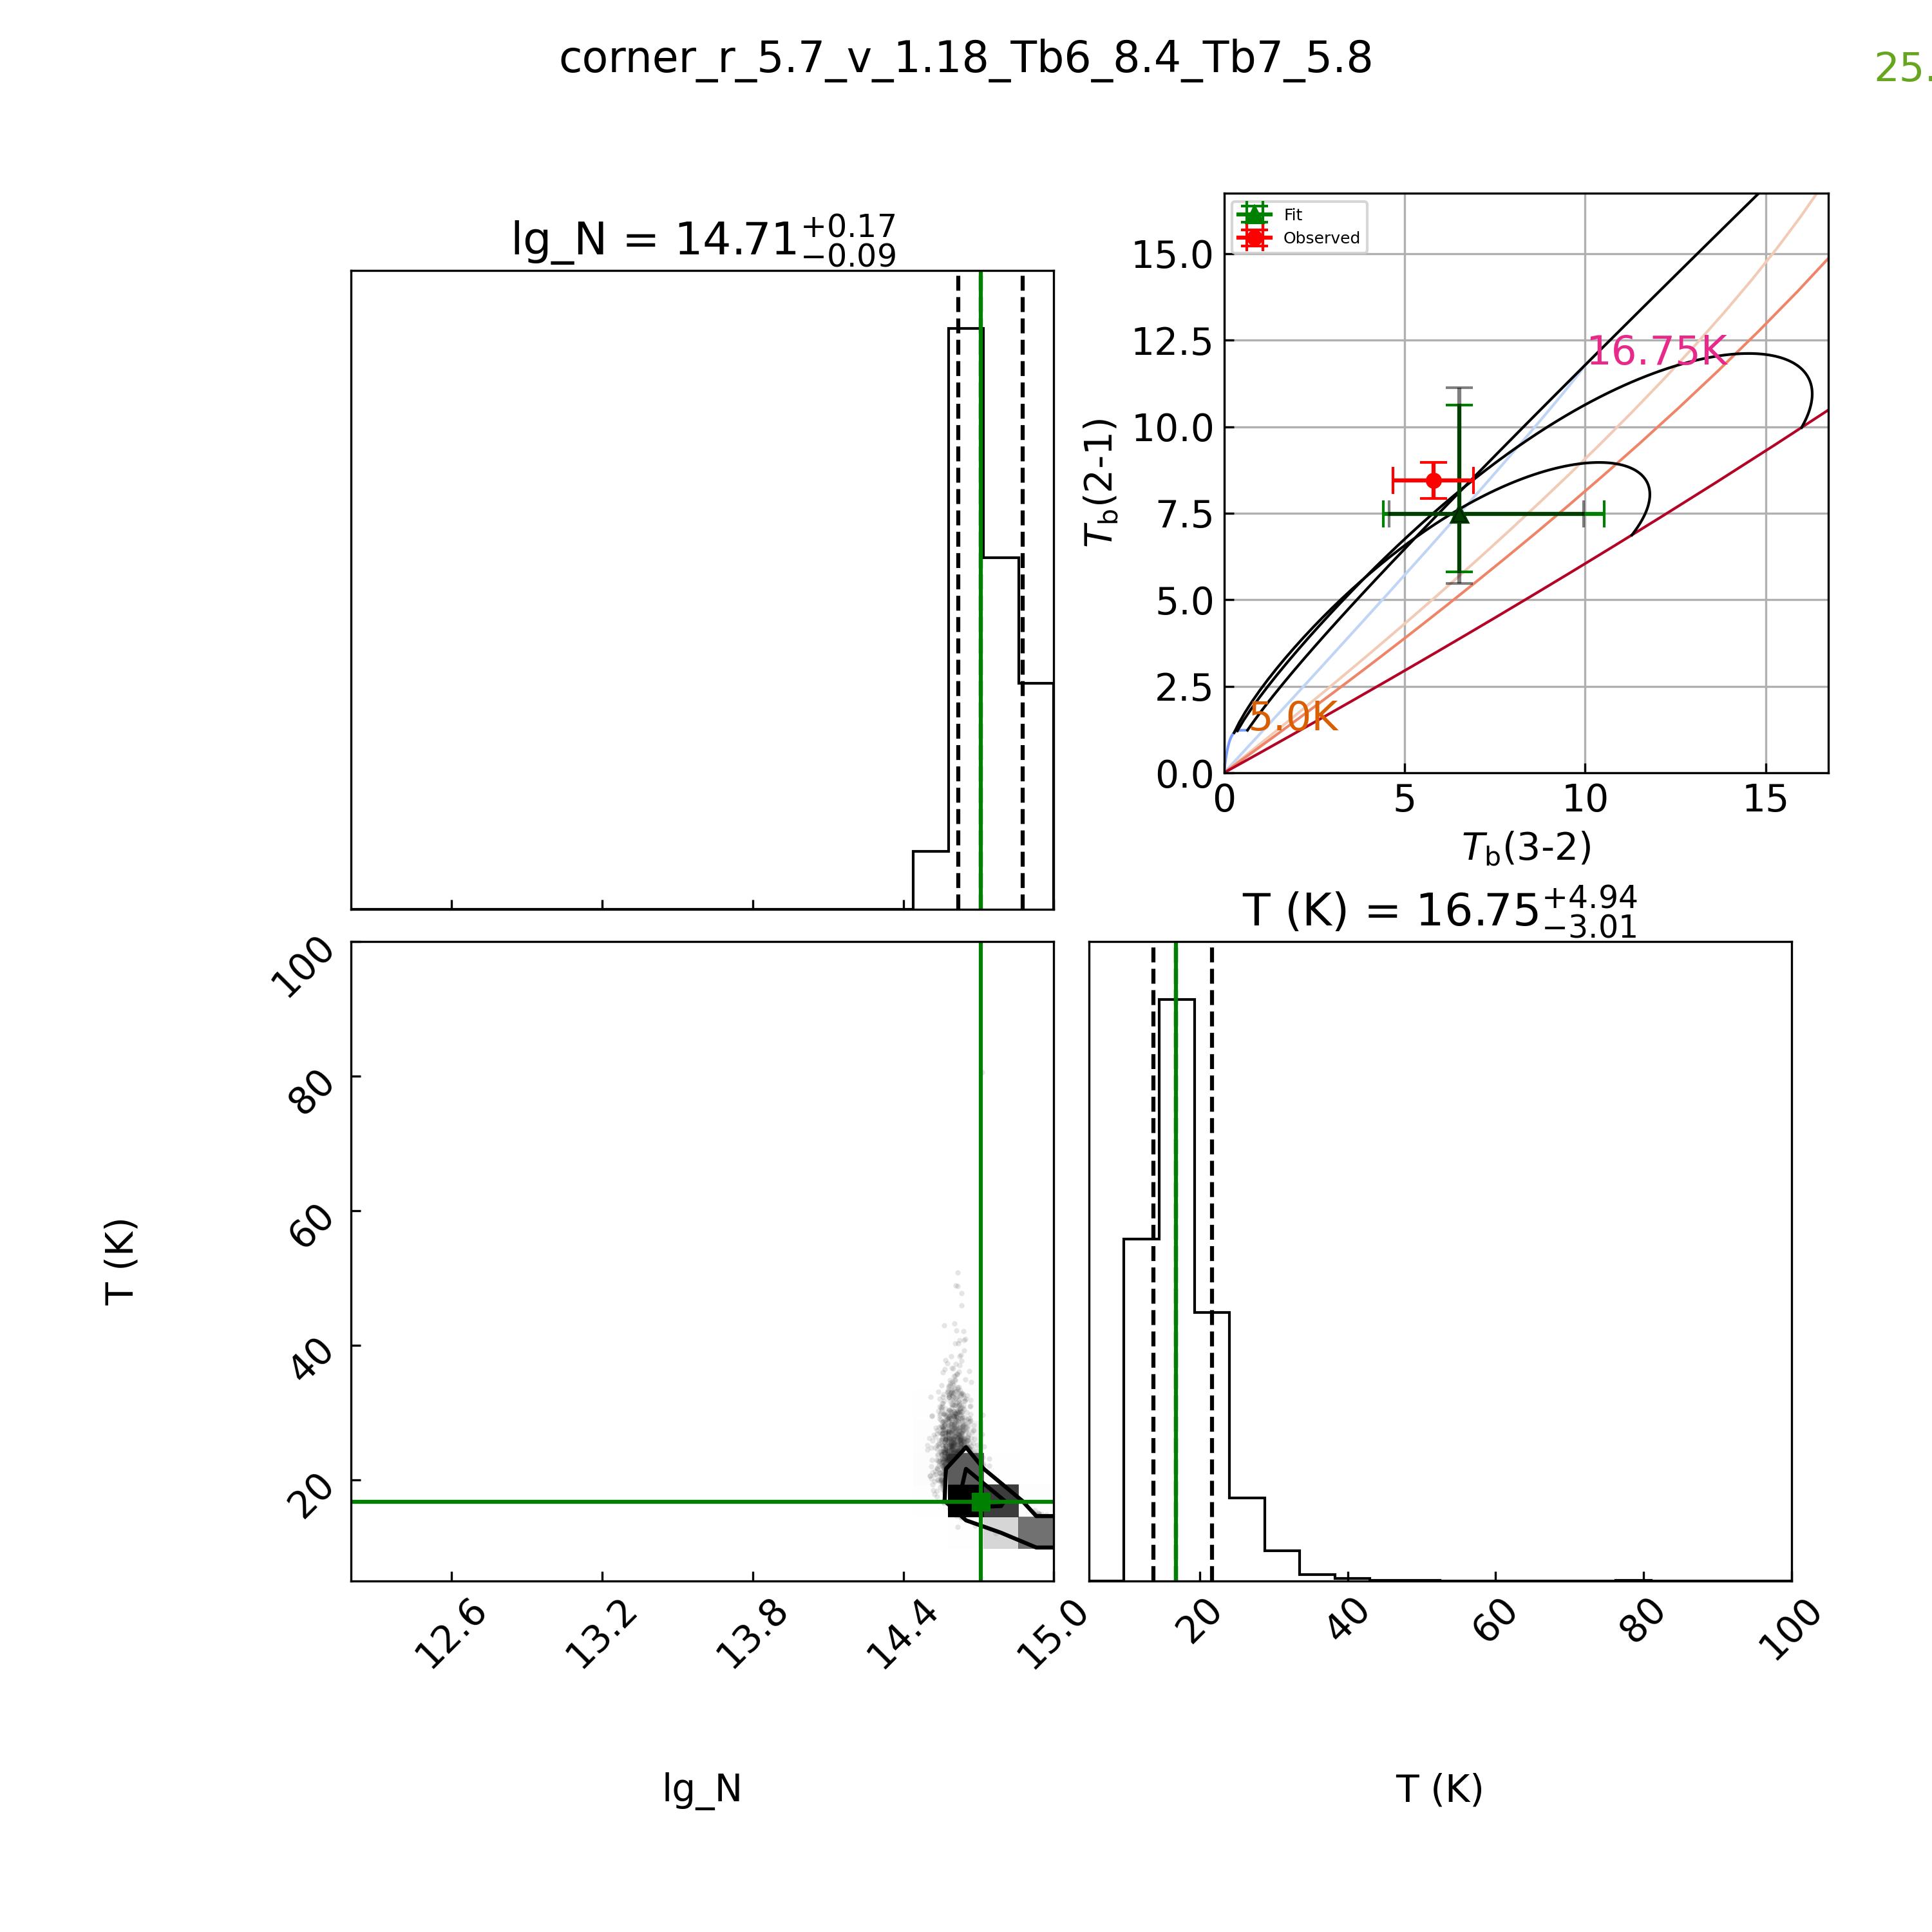 corner_r_5.7_v_1.18_Tb6_8.4_Tb7_5.8
25.
lg_N = 14.71 +0.17 −0.09
Fit
Observed
15.0
12.5
10.0
7.5
5.0
2.5
0.0
T_b(2-1)
16.75K
5.0K
0 5 10 15
T_b(3-2)
T (K) = 16.75 +4.94 −3.01
100
80
60
40
20
T (K)
12.6 13.2 13.8 14.4 15.0
20 40 60 80 100
lg_N
T (K)